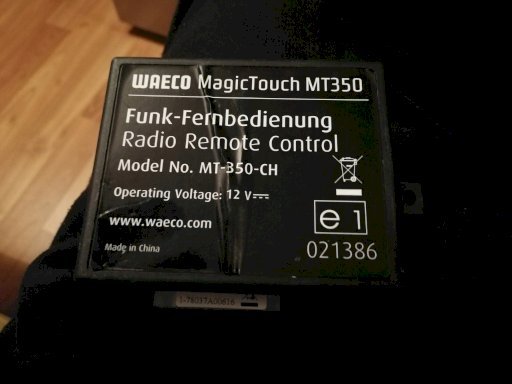 WAECO MagicTouch MT350
Funk-Fernbedienung
Radio Remote Control
Model No. MT-350-CH
Operating Voltage: 12 V
www.waeco.com
e1
Made in China
021386